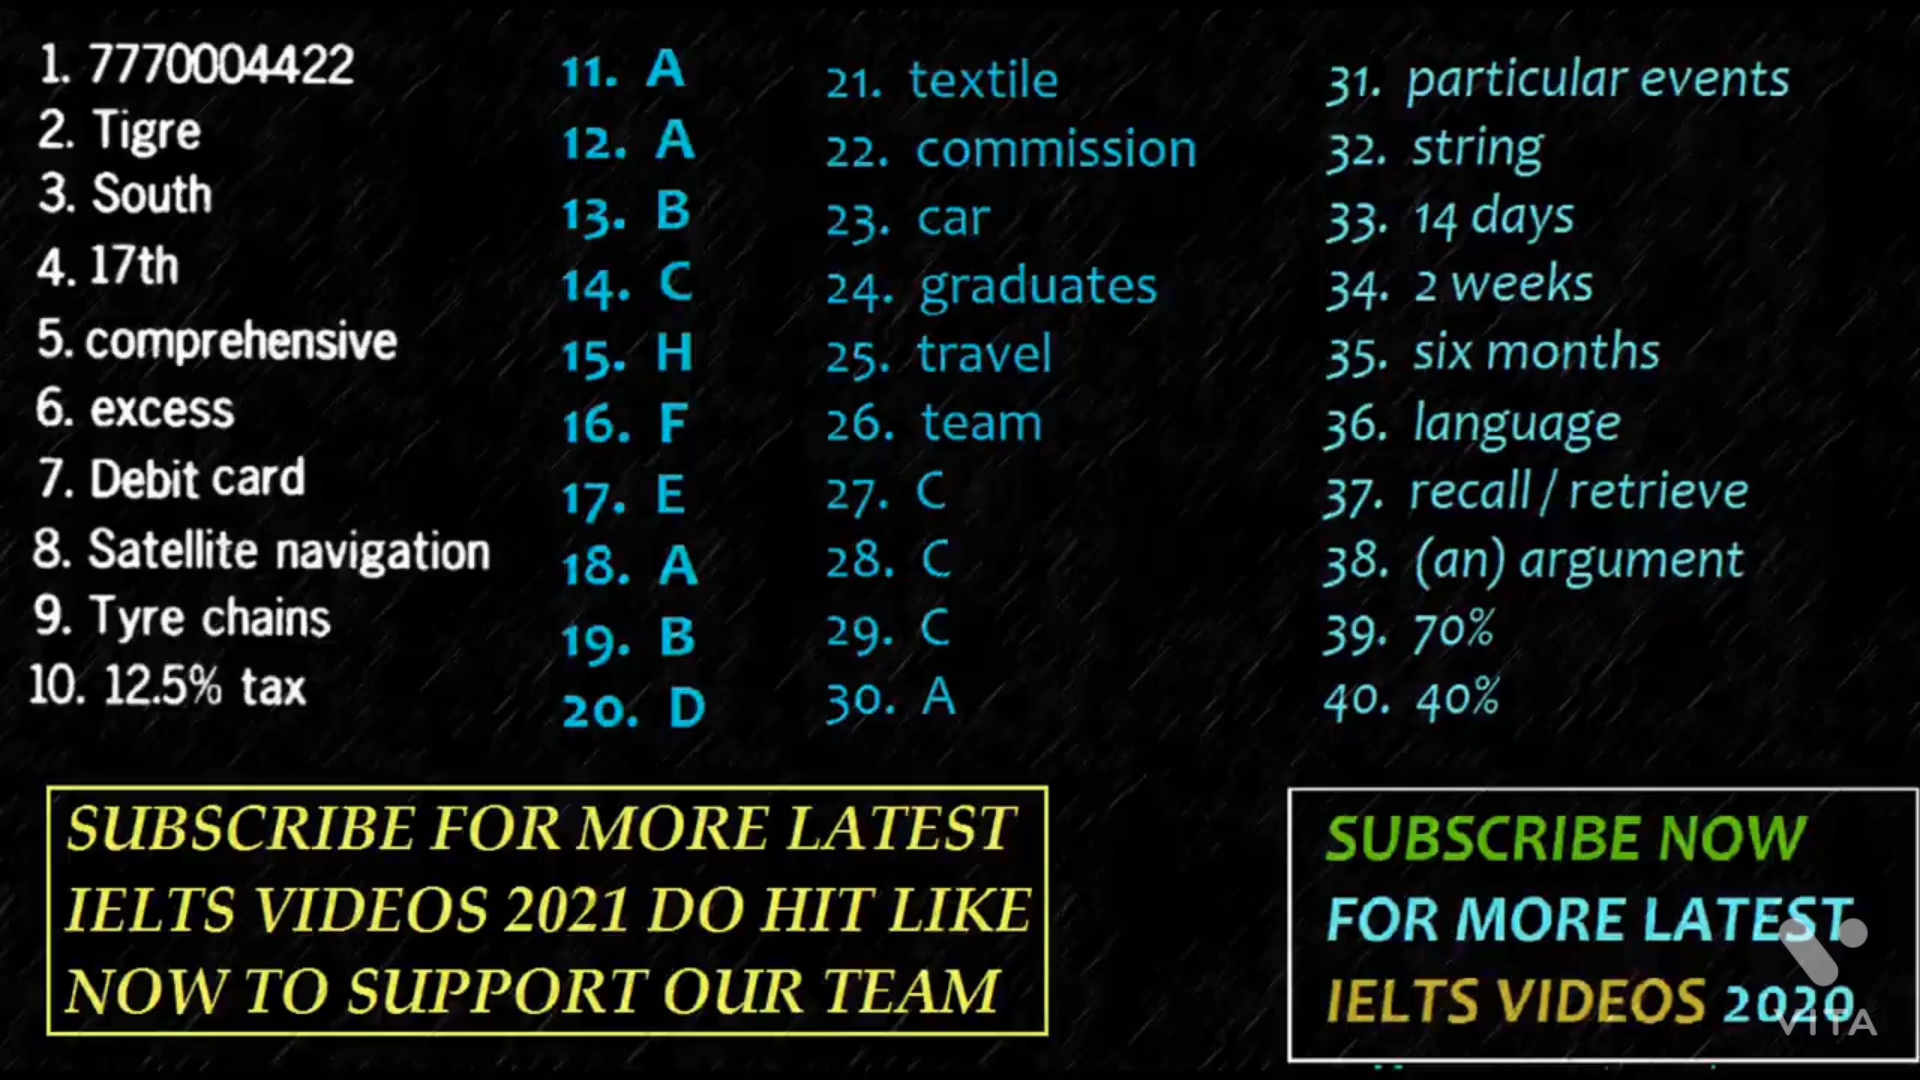 1. 7770004422
2. Tigre
3. South
4. 17th
5. comprehensive
6. excess
7. Debit card
8. Satellite navigation
9. Tyre chains
10. 12.5% tax
11. A
12. A
13. B
14. C
15. H
16. F
17. E
18. A
19. B
20. D
21. textile
22. commission
23. car
24. graduates
25. travel
26. team
27. C
28. C
29. C
30. A
31. particular events
32. string
33. 14 days
34. 2 weeks
35. six months
36. language
37. recall / retrieve
38. (an) argument
39. 70%
40. 40%
SUBSCRIBE FOR MORE LATEST
IELTS VIDEOS 2021 DO HIT LIKE
NOW TO SUPPORT OUR TEAM
SUBSCRIBE NOW
FOR MORE LATEST
IELTS VIDEOS 2020
VITA